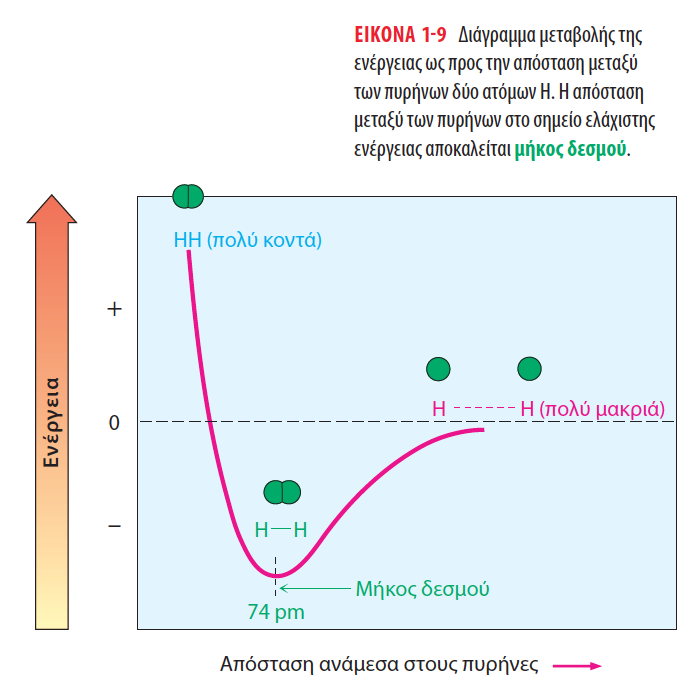 ΕΙΚΟΝΑ 1-9 Διάγραμμα μεταβολής της
ενέργειας ως προς την απόσταση μεταξύ
των πυρήνων δύο ατόμων Η. Η απόσταση
μεταξύ των πυρήνων στο σημείο ελάχιστης
ενέργειας αποκαλείται μήκος δεσμού.
HH (πολύ κοντά)
+
H H (πολύ μακριά)
0
Ενέργεια
–
H—H
Μήκος δεσμού
74 pm
Απόσταση ανάμεσα στους πυρήνες